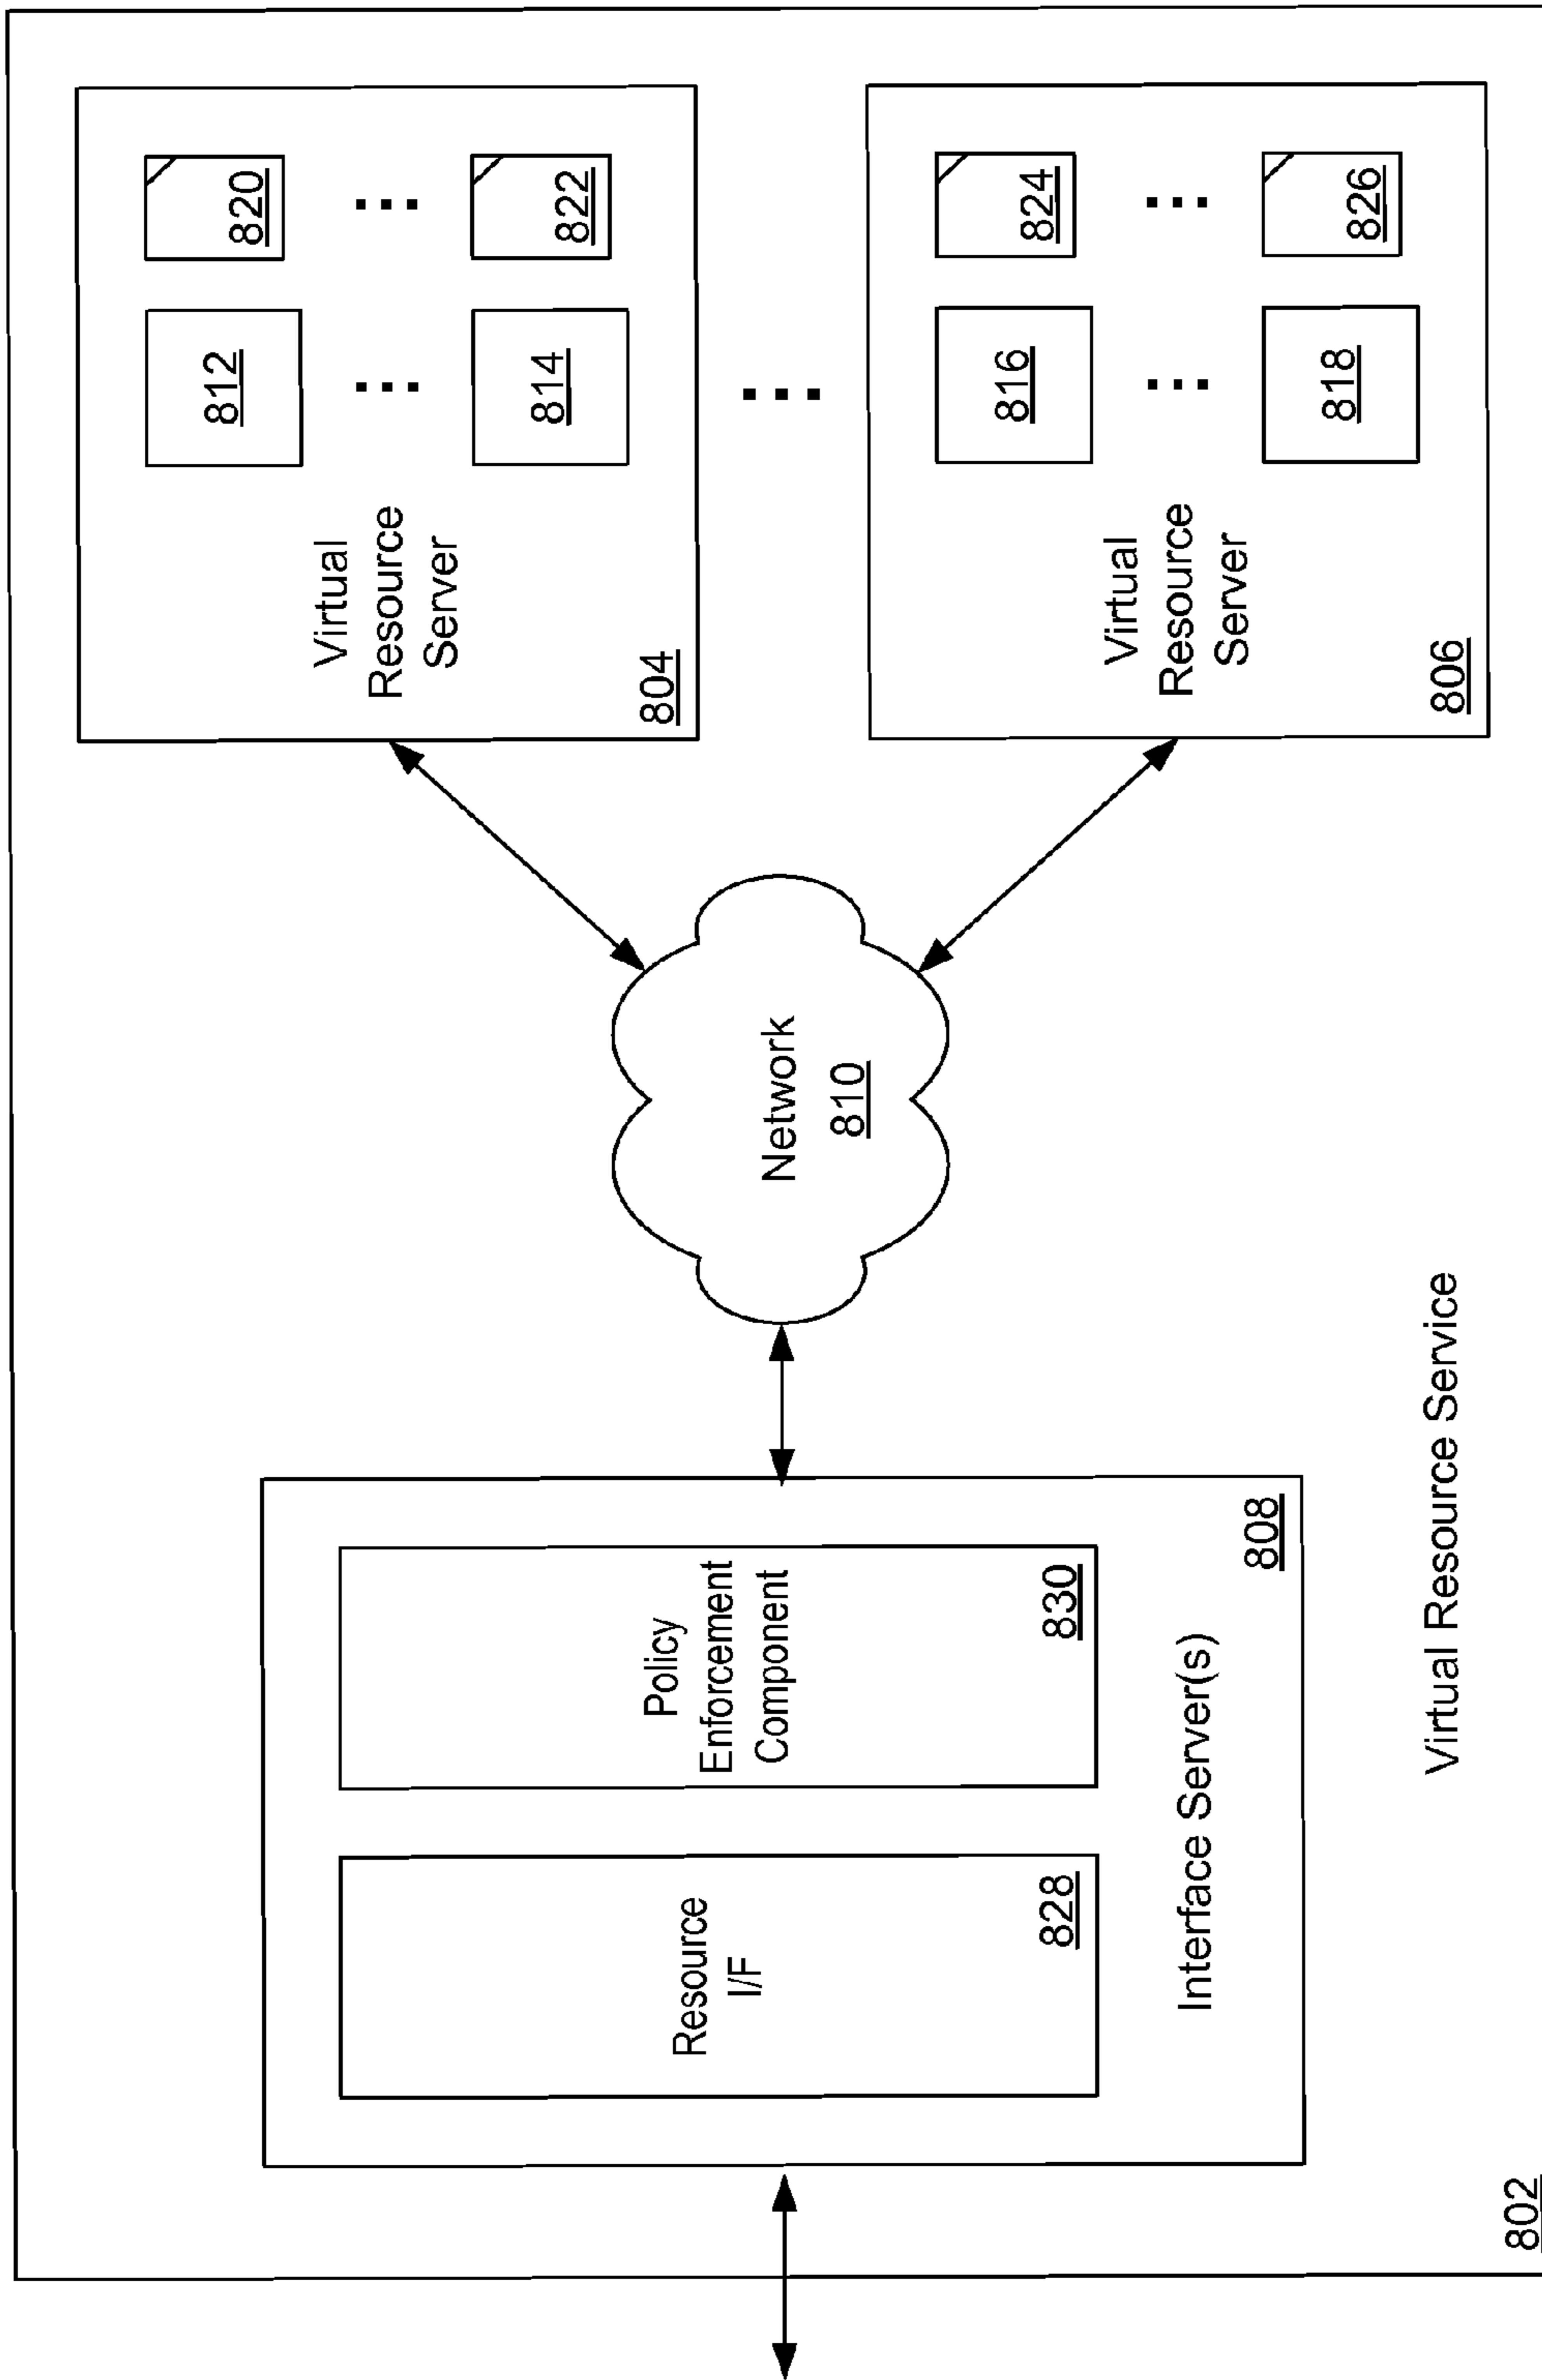 Resource
I/F
828
Policy
Enforcement
Component
830
Interface Server(s)
808
Network
810
Virtual
Resource
Server
804
812
814
820
822
Virtual
Resource
Server
806
816
818
824
826
Virtual Resource Service
802